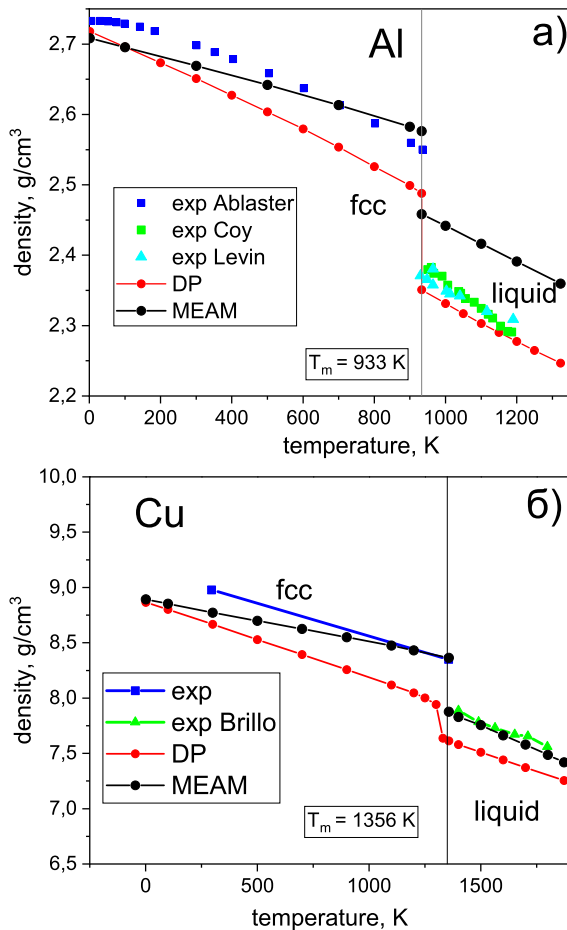 Al
а)
2,7
2,6
2,5
2,4
2,3
2,2
density, g/cm³
fcc
exp Ablaster
exp Coy
exp Levin
DP
MEAM
liquid
Tm = 933 K
0 200 400 600 800 1000 1200
temperature, K
Cu
б)
10,0
9,5
9,0
8,5
8,0
7,5
7,0
6,5
density, g/cm³
fcc
exp
exp Brillo
DP
MEAM
liquid
Tm = 1356 K
0 500 1000 1500
temperature, K